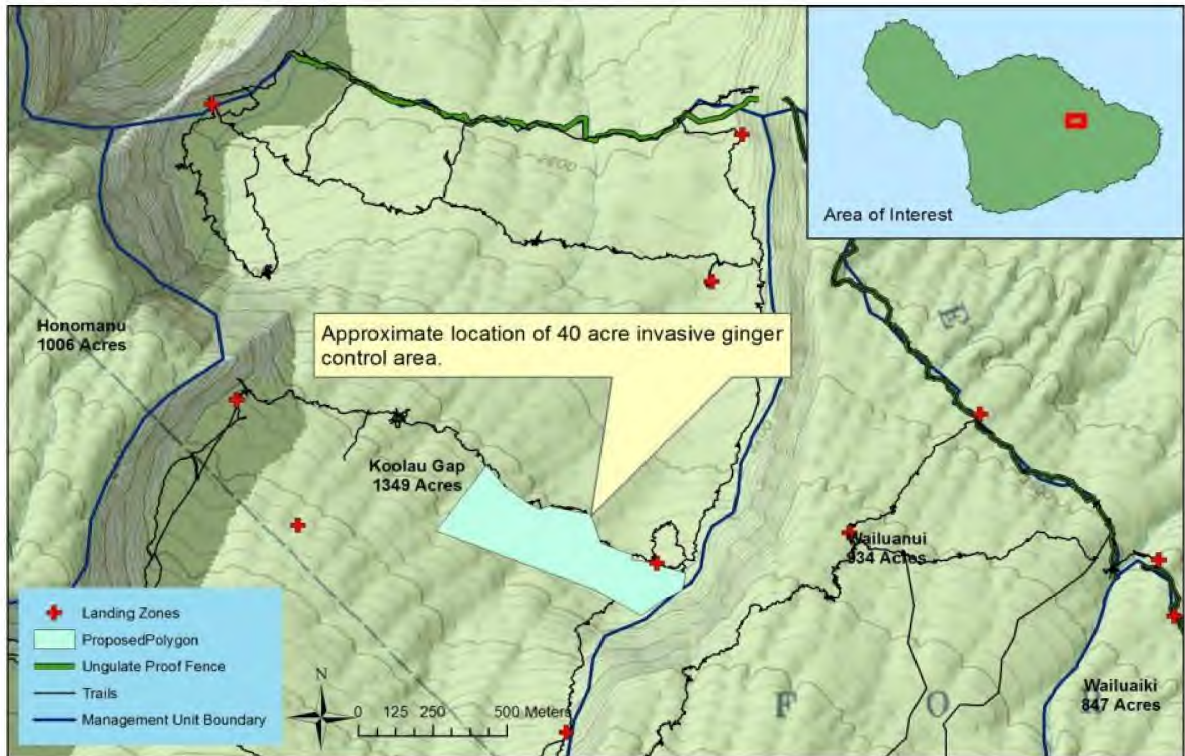 Area of Interest
2600
E
Honomanu
1006 Acres
Approximate location of 40 acre invasive ginger
control area.
Koolau Gap
1349 Acres
Wailuanui
934 Acres
Landing Zones
ProposedPolygon
Ungulate Proof Fence
Trails
Management Unit Boundary
N
0 125 250 500 Meters
F O
Wailuaiki
847 Acres